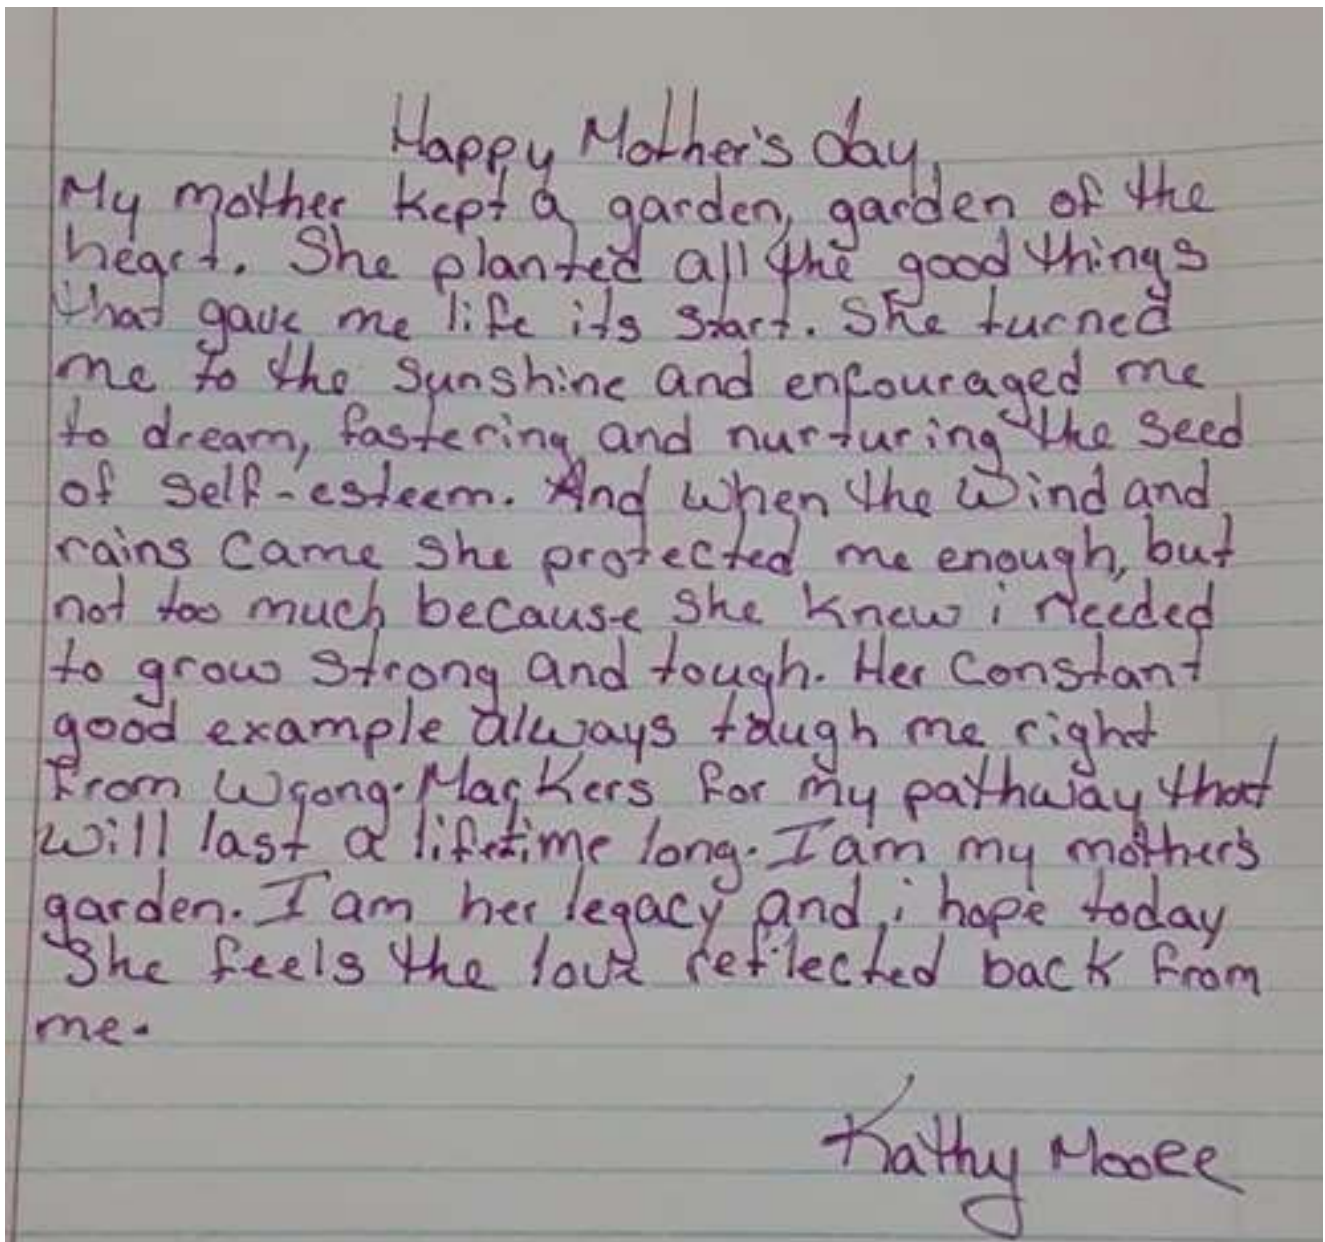 Happy Mother's day,
My mother kept a garden, garden of the
heart. She planted all the good things
that gave me life its start. She turned
me to the sunshine and encouraged me
to dream, fastering and nurturing the seed
of self-esteem. And when the wind and
rains came she protected me enough, but
not too much because she knew i needed
to grow strong and tough. Her constant
good example always taugh me right
from wrong. Markers for my pathway that
will last a lifetime long. I am my mother's
garden. I am her legacy and i hope today
She feels the love reflected back from
me.
Kathy Moore